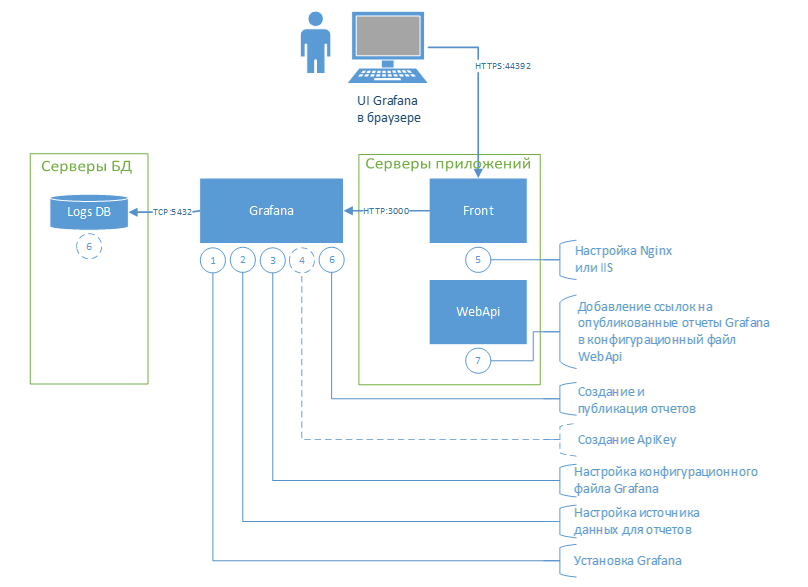 HTTPS:44392
UI Grafana
в браузере
Серверы БД
Серверы приложений
Logs DB
TCP:5432
Grafana
HTTP:3000
Front
6
1
2
3
4
6
5
Настройка Nginx
или IIS
WebApi
7
Добавление ссылок на
опубликованные отчеты Grafana
в конфигурационный файл
WebApi
Создание и
публикация отчетов
Создание ApiKey
Настройка конфигурационного
файла Grafana
Настройка источника
данных для отчетов
Установка Grafana